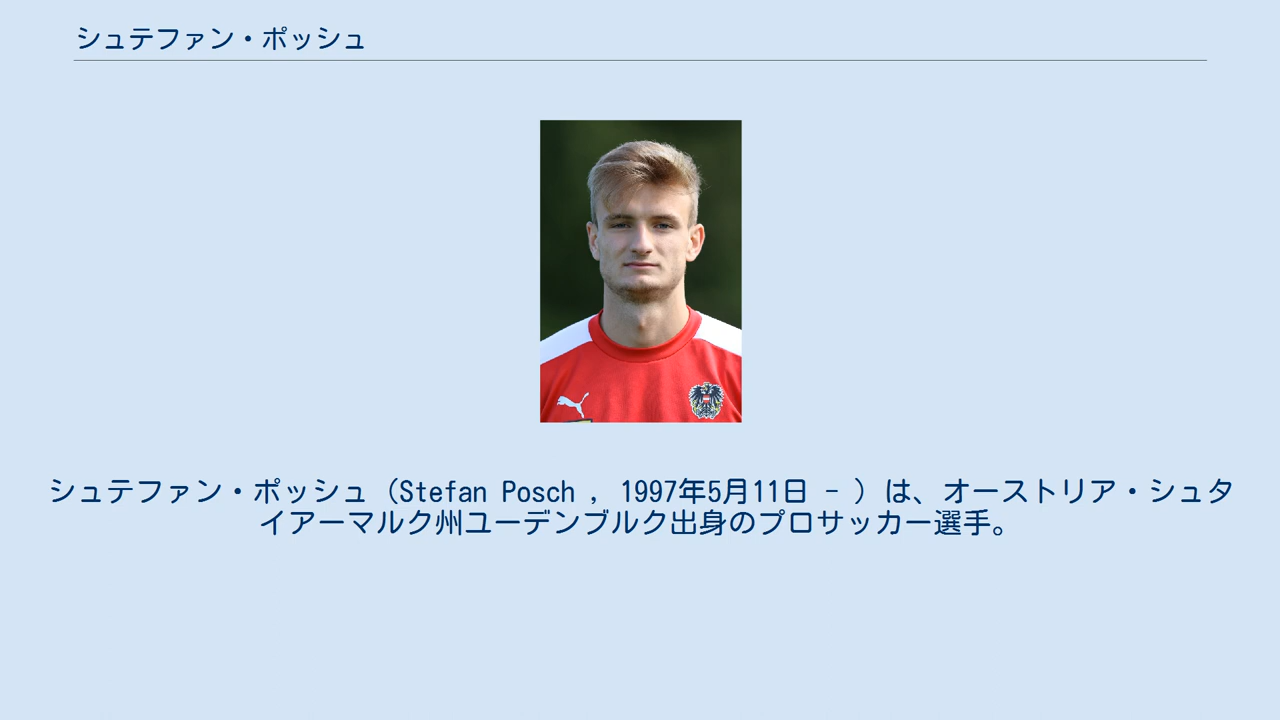 シュテファン・ポッシュ
シュテファン・ポッシュ（Stefan Posch , 1997年5月11日 - ）は、オーストリア・シュタ
イアーマルク州ユーデンブルク出身のプロサッカー選手。